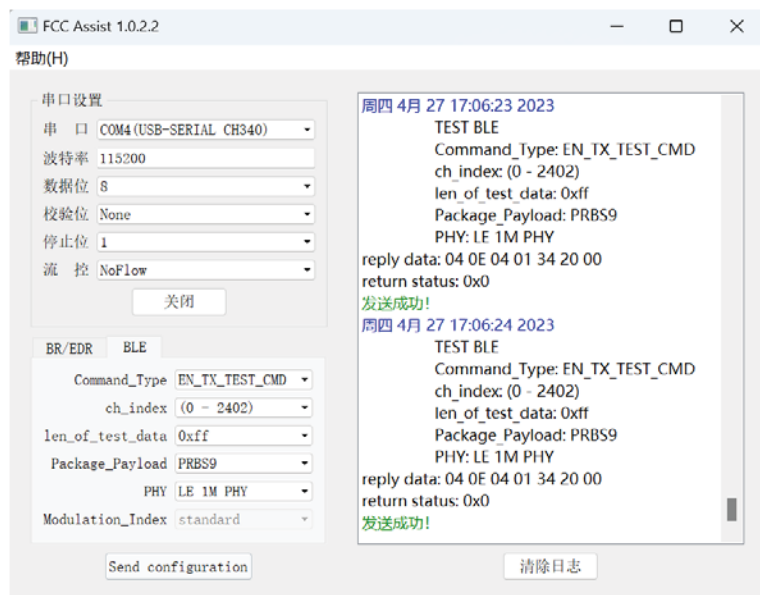 FCC Assist 1.0.2.2
帮助(H)
串口设置
串 口 COM4(USB-SERIAL CH340)
波特率 115200
数据位 8
校验位 None
停止位 1
流 控 NoFlow
关闭
BR/EDR BLE
Command_Type EN_TX_TEST_CMD
ch_index (0 - 2402)
len_of_test_data 0xff
Package_Payload PRBS9
PHY LE 1M PHY
Modulation_Index standard
Send configuration
周四 4月 27 17:06:23 2023
TEST BLE
Command_Type: EN_TX_TEST_CMD
ch_index: (0 - 2402)
len_of_test_data: 0xff
Package_Payload: PRBS9
PHY: LE 1M PHY
reply data: 04 0E 04 01 34 20 00
return status: 0x0
发送成功!
周四 4月 27 17:06:24 2023
TEST BLE
Command_Type: EN_TX_TEST_CMD
ch_index: (0 - 2402)
len_of_test_data: 0xff
Package_Payload: PRBS9
PHY: LE 1M PHY
reply data: 04 0E 04 01 34 20 00
return status: 0x0
发送成功!
清除日志